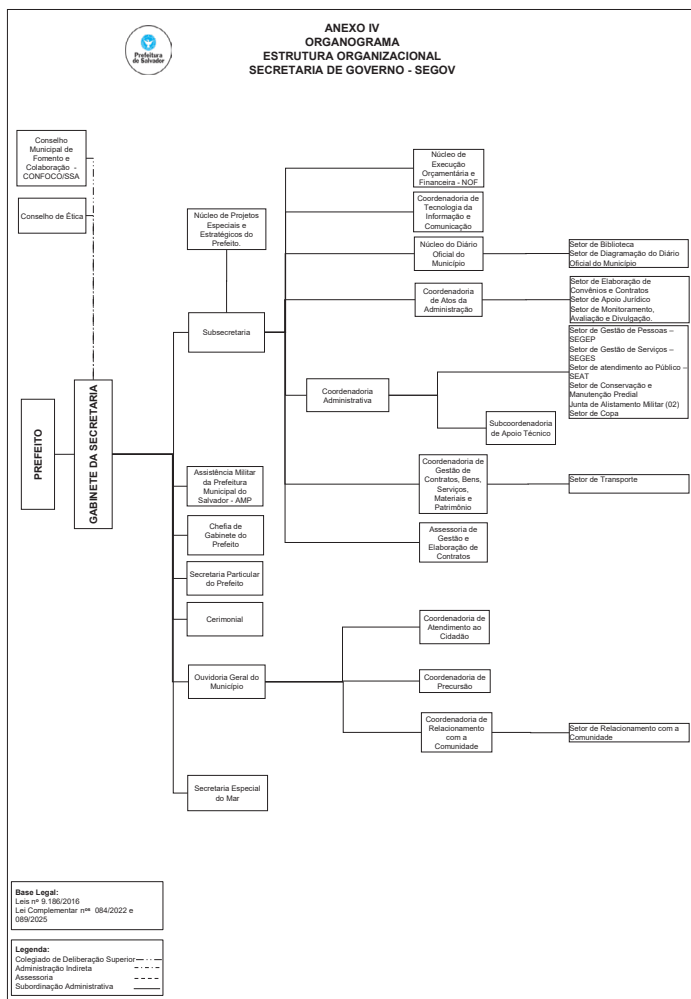 ANEXO IV
ORGANOGRAMA
ESTRUTURA ORGANIZACIONAL
SECRETARIA DE GOVERNO - SEGOV
Prefeitura
de Salvador
Conselho
Municipal de
Fomento e
Colaboração -
CONFOCO/SSA
Conselho de Ética
PREFEITO
GABINETE DA SECRETARIA
Núcleo de Projetos
Especiais e
Estratégicos do
Prefeito.
Subsecretaria
Assistência Militar
da Prefeitura
Municipal do
Salvador - AMP
Chefia de
Gabinete do
Prefeito
Secretaria Particular
do Prefeito
Cerimonial
Ouvidoria Geral do
Município
Secretaria Especial
do Mar
Núcleo de
Execução
Orçamentária e
Financeira - NOF
Coordenadoria de
Tecnologia da
Informação e
Comunicação
Núcleo do Diário
Oficial do
Município
Setor de Biblioteca
Setor de Diagramação do Diário
Oficial do Município
Coordenadoria
de Atos da
Administração
Setor de Elaboração de
Convênios e Contratos
Setor de Apoio Jurídico
Setor de Monitoramento,
Avaliação e Divulgação.
Coordenadoria
Administrativa
Setor de Gestão de Pessoas –
SEGEP
Setor de Gestão de Serviços –
SEGES
Setor de atendimento ao Público –
SEAT
Setor de Conservação e
Manutenção Predial
Junta de Alistamento Militar (02)
Setor de Copa
Subcoordenadoria
de Apoio Técnico
Coordenadoria de
Gestão de
Contratos, Bens,
Serviços,
Materiais e
Patrimônio
Setor de Transporte
Assessoria de
Gestão e
Elaboração de
Contratos
Coordenadoria de
Atendimento ao
Cidadão
Coordenadoria de
Precursão
Coordenadoria de
Relacionamento
com a
Comunidade
Setor de Relacionamento com a
Comunidade
Base Legal:
Leis nº 9.186/2016
Lei Complementar nºs 084/2022 e
089/2025
Legenda:
Colegiado de Deliberação Superior
Administração Indireta
Assessoria
Subordinação Administrativa